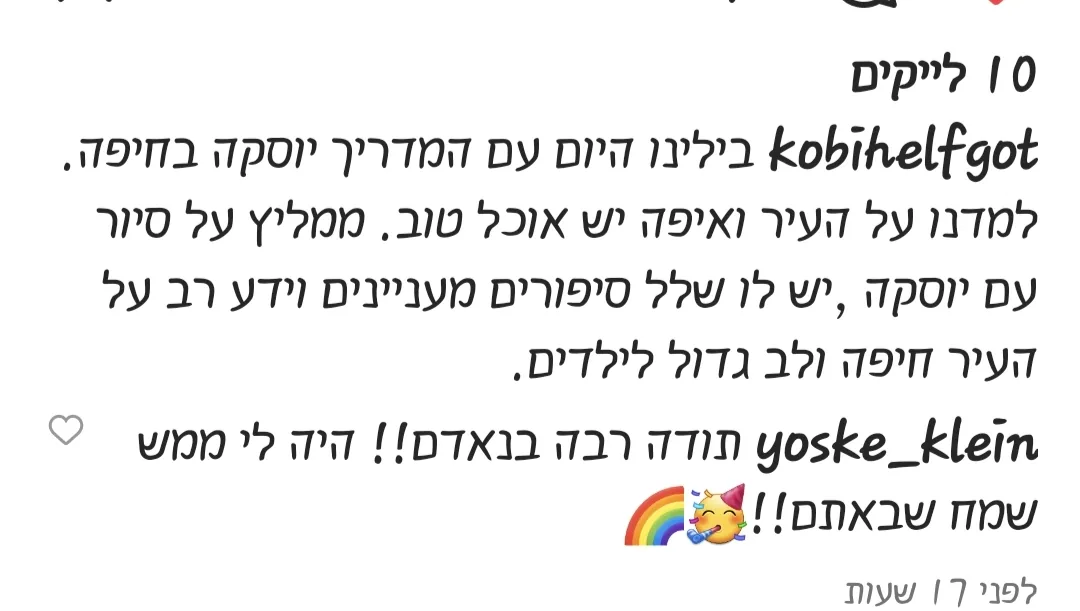 10 לייקים
kobihelfgot בילינו היום עם המדריך יוסקה בחיפה.
למדנו על העיר ואיפה יש אוכל טוב. ממליץ על סיור
עם יוסקה ,יש לו שלל סיפורים מעניינים וידע רב על
העיר חיפה ולב גדול לילדים.
yoske_klein תודה רבה בנאדם!! היה לי ממש
שמח שבאתם!!🥳🌈
לפני 17 שעות